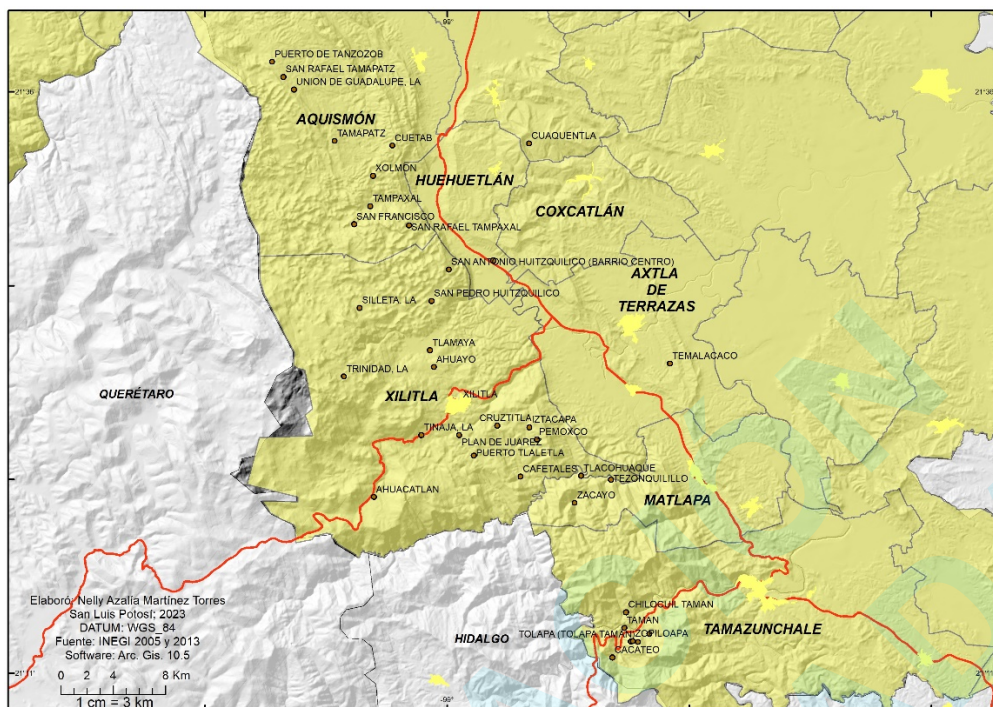 99°
PUERTO DE TANZOZOB
SAN RAFAEL TAMAPATZ
UNION DE GUADALUPE, LA
21°36'
21°36'
AQUISMÓN
TAMAPATZ
CUETAB
CUAQUENTLA
XOLMÓN
HUEHUETLÁN
TAMPAXAL
COXCATLÁN
SAN FRANCISCO
SAN RAFAEL TAMPAXAL
SAN ANTONIO HUITZQUILICO (BARRIO CENTRO)
AXTLA
DE
TERRAZAS
SILLETA, LA
SAN PEDRO HUITZQUILICO
TLAMAYA
AHUAYO
TEMALACACO
TRINIDAD, LA
QUERÉTARO
XILITLA
XILITLA
CRUZTITLA
IZTACAPA
TINAJA, LA
PEMOXCO
PLAN DE JUAREZ
PUERTO TLALETLA
CAFETALES
TLACOHUAQUE
TEZONQUILILLO
AHUACATLAN
ZACAYO
MATLAPA
Elaboró: Nelly Azalía Martínez Torres
San Luis Potosí; 2023
DATUM: WGS_84
Fuente: INEGI 2005 y 2013
Software: Arc. Gis. 10.5
CHILOCUIL TAMAN
TAMAN
TOLAPA (TOLAPA TAMAN)
ZOPILOAPA
TAMAZUNCHALE
HIDALGO
CACATEO
21°11'
0 2 4 8 Km
1 cm = 3 km